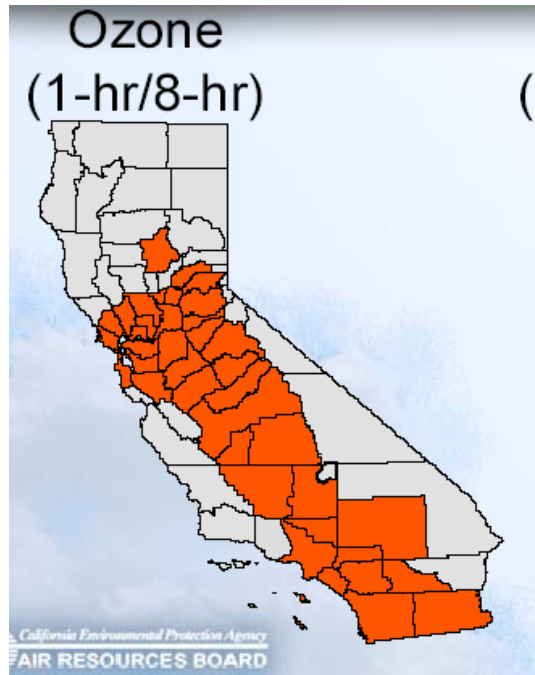 Ozone
(1-hr/8-hr)
(
California Environmental Protection Agency
AIR RESOURCES BOARD